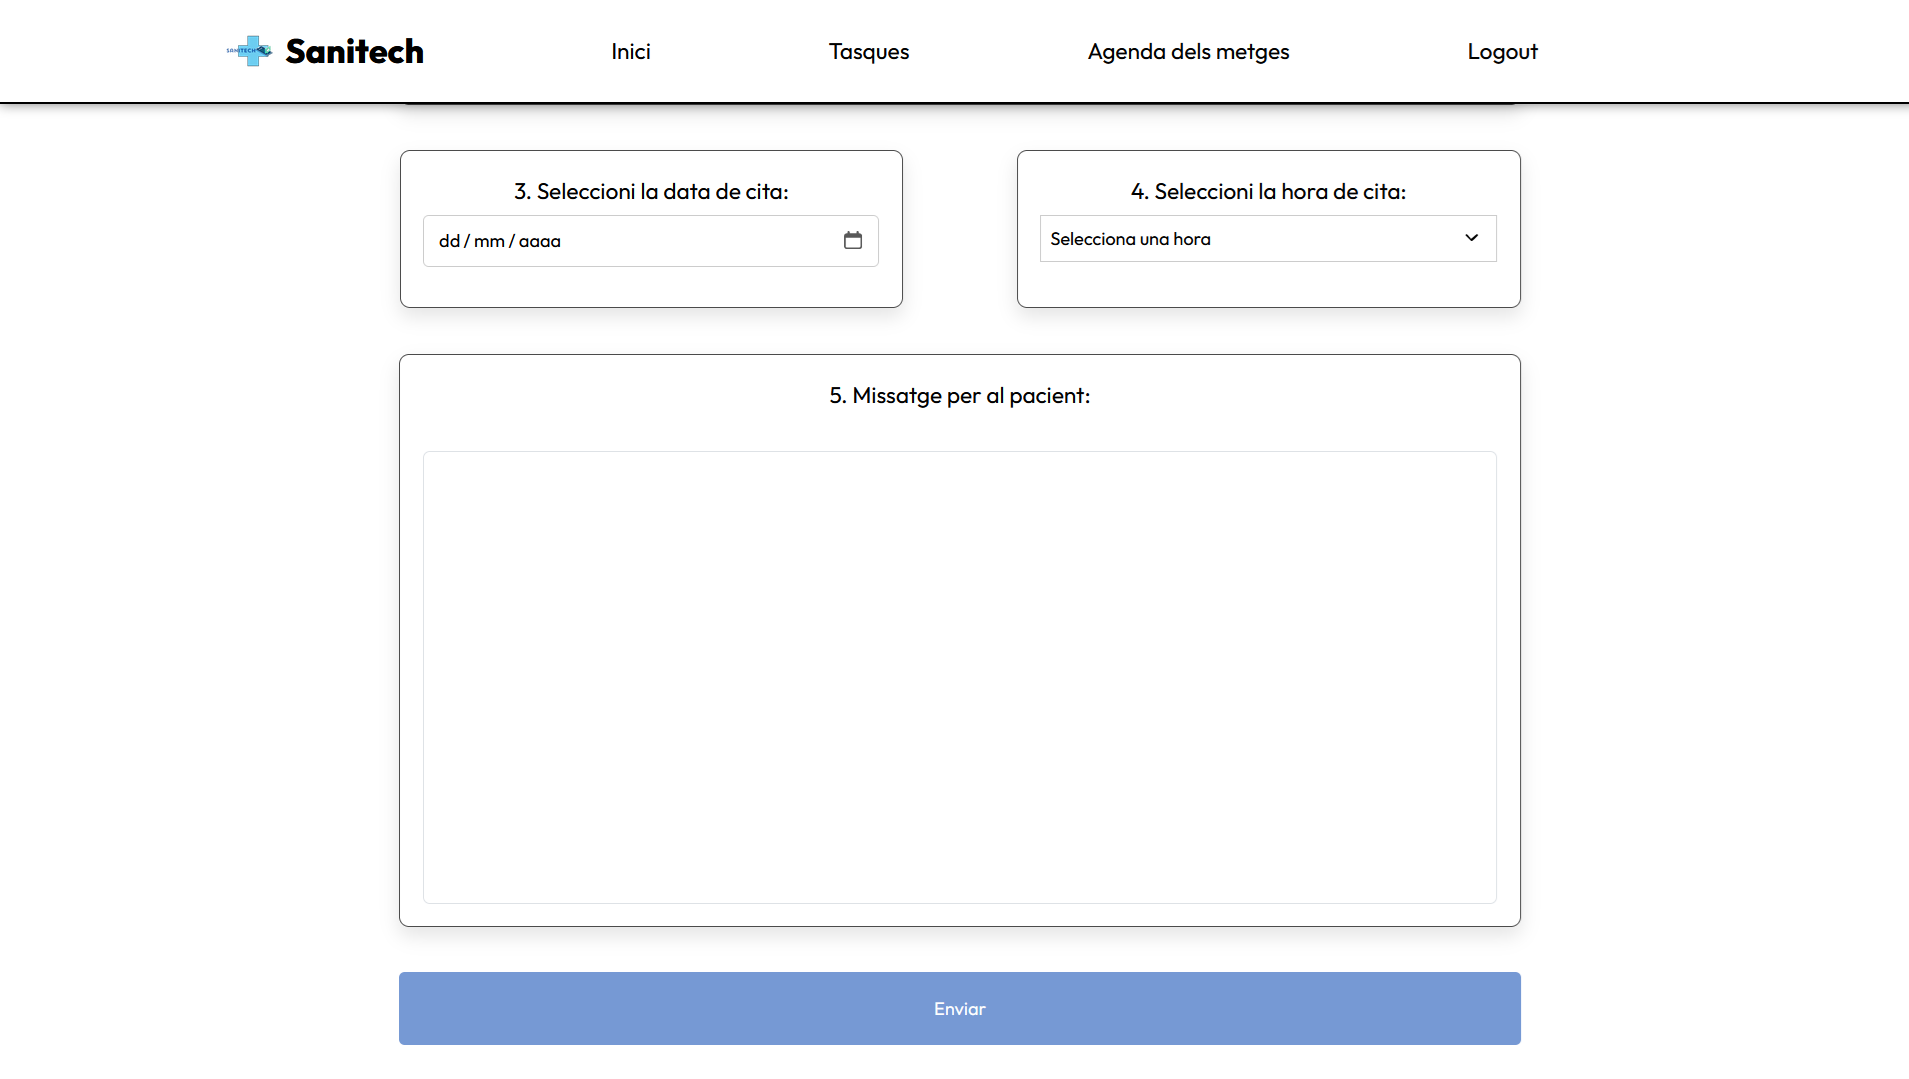 SANITECH
Sanitech
Inici
Tasques
Agenda dels metges
Logout
3. Seleccioni la data de cita:
dd / mm / aaaa
4. Seleccioni la hora de cita:
Selecciona una hora
5. Missatge per al pacient:
Enviar